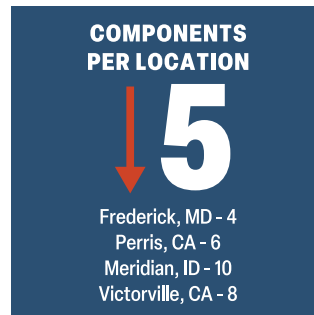 COMPONENTS
PER LOCATION
5
Frederick, MD - 4
Perris, CA - 6
Meridian, ID - 10
Victorville, CA - 8